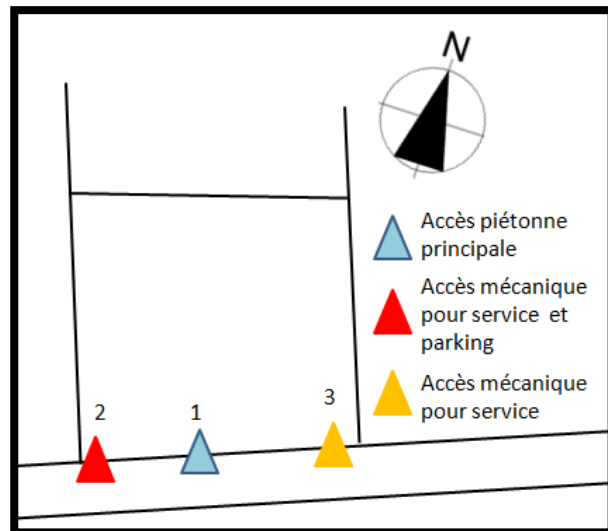 N
Accès piétonne
principale
Accès mécanique
pour service et
parking
Accès mécanique
pour service
2
1
3